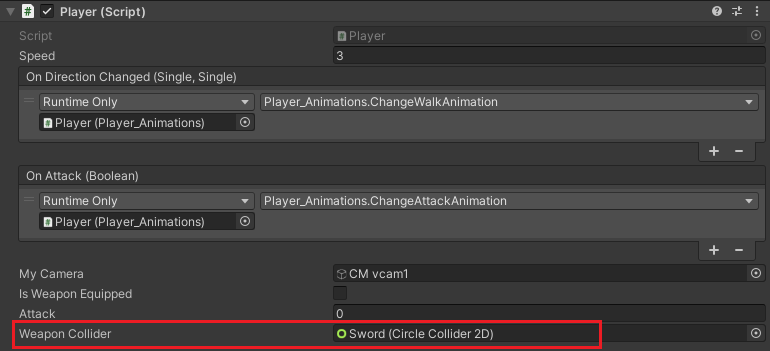 Player (Script)
Script Player
Speed 3
On Direction Changed (Single, Single)
Runtime Only Player_Animations.ChangeWalkAnimation
Player (Player_Animations)
On Attack (Boolean)
Runtime Only Player_Animations.ChangeAttackAnimation
Player (Player_Animations)
My Camera CM vcam1
Is Weapon Equipped
Attack 0
Weapon Collider Sword (Circle Collider 2D)